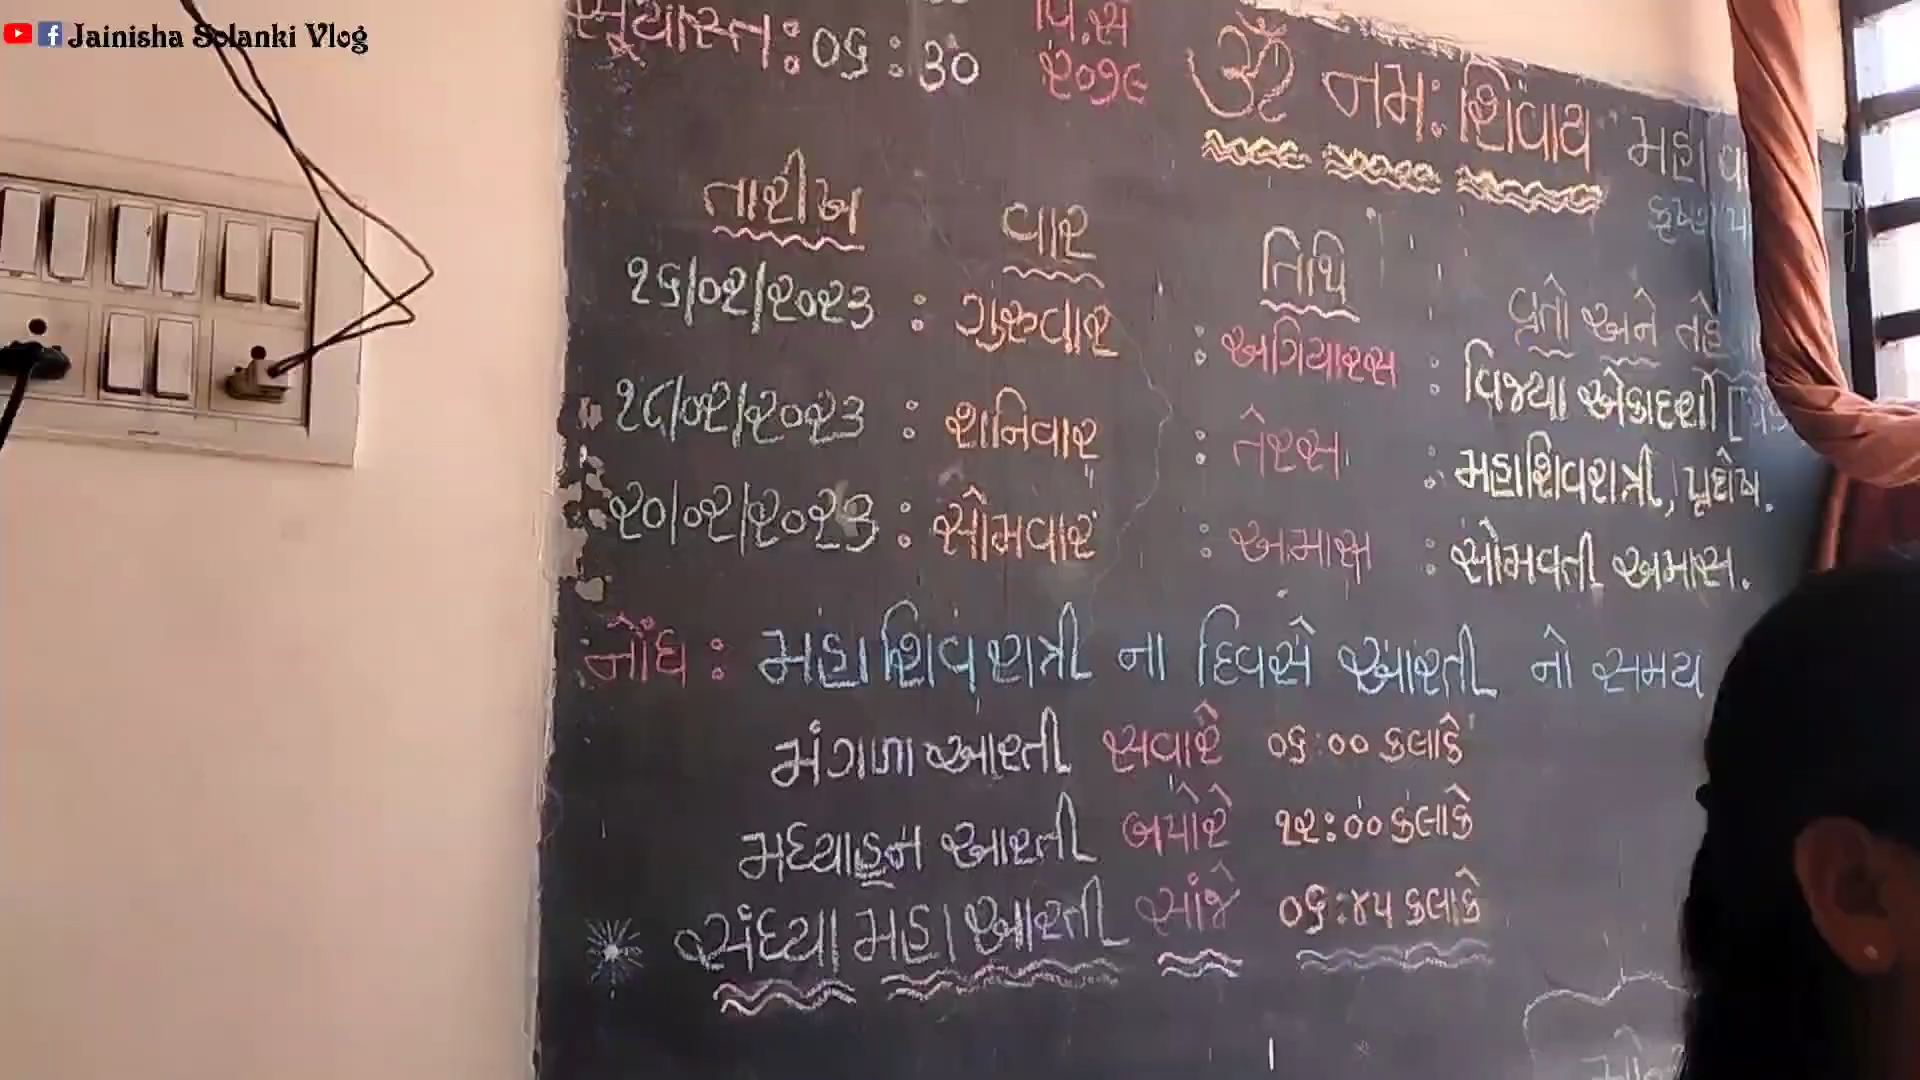 Jainisha Solanki Vlog
સૂર્યાસ્ત : ૦૬ : ૩૦
વિ.સં
૨૦૭૯
ૐ નમઃ શિવાય
મહા
તારીખ વાર તિથિ વ્રતો અને
૧૬/૦૨/૨૦૨૩ : ગુરુવાર : અગિયારસ : વિજયા એકાદશી
૧૮/૦૨/૨૦૨૩ : શનિવાર : તેરસ : મહાશિવરાત્રી, પ્રદોષ.
૨૦/૦૨/૨૦૨૩ : સોમવાર : અમાસ : સોમવતી અમાસ.
નોંધ : મહાશિવરાત્રી ના દિવસે આરતી નો સમય
મંગળા આરતી સવારે ૦૬:૦૦ કલાકે
મધ્યાહન આરતી બપોરે ૧૨:૦૦ કલાકે
સંધ્યા મહા આરતી સાંજે ૦૬:૪૫ કલાકે